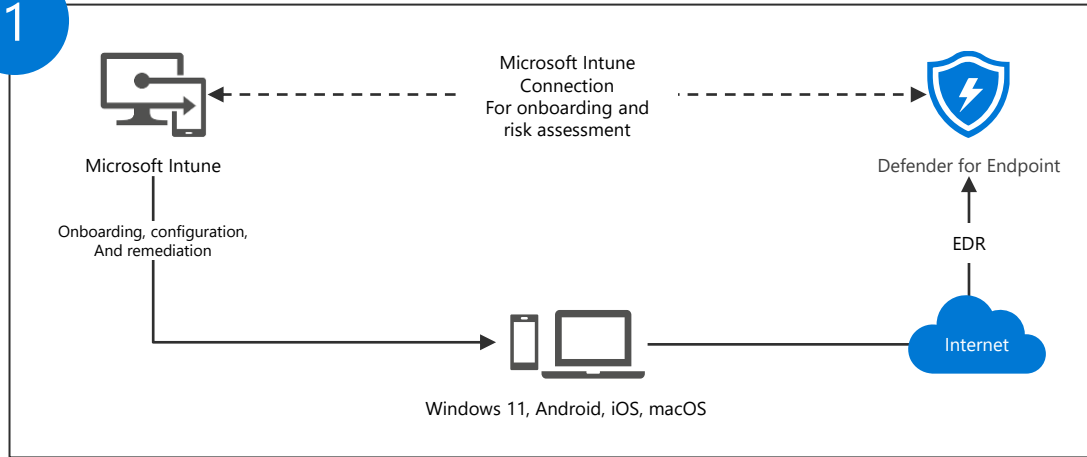 1
Microsoft Intune
Connection
For onboarding and
risk assessment
Microsoft Intune
Defender for Endpoint
Onboarding, configuration,
And remediation
EDR
Internet
Windows 11, Android, iOS, macOS